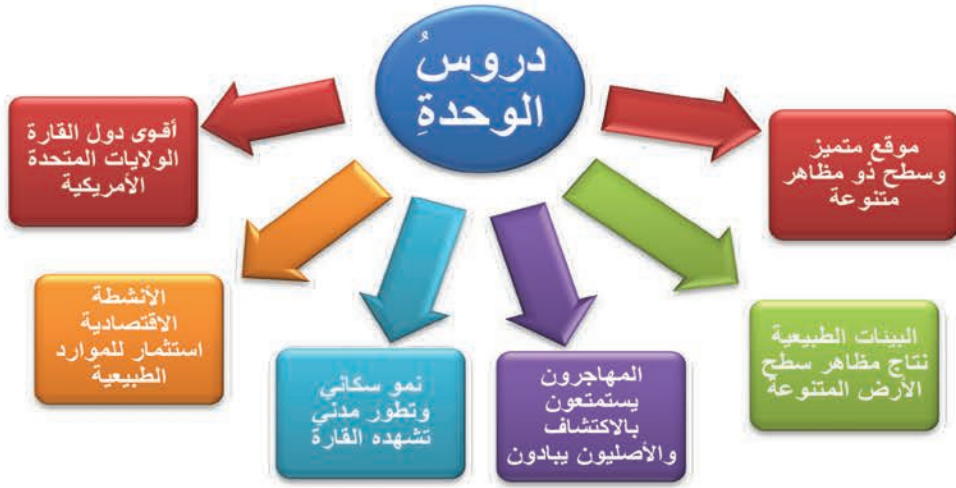 دروسُ
الوحدةِ
موقع متميز
وسطح ذو مظاهر
متنوعة
البيئات الطبيعية
نتاج مظاهر سطح
الأرض المتنوعة
المهاجرون
يستمتعون
بالاكتشاف
والأصليون يبادون
نمو سكاني
وتطور مدني
تشهده القارة
الأنشطة
الاقتصادية
استثمار للموارد
الطبيعية
أقوى دول القارة
الولايات المتحدة
الأمريكية